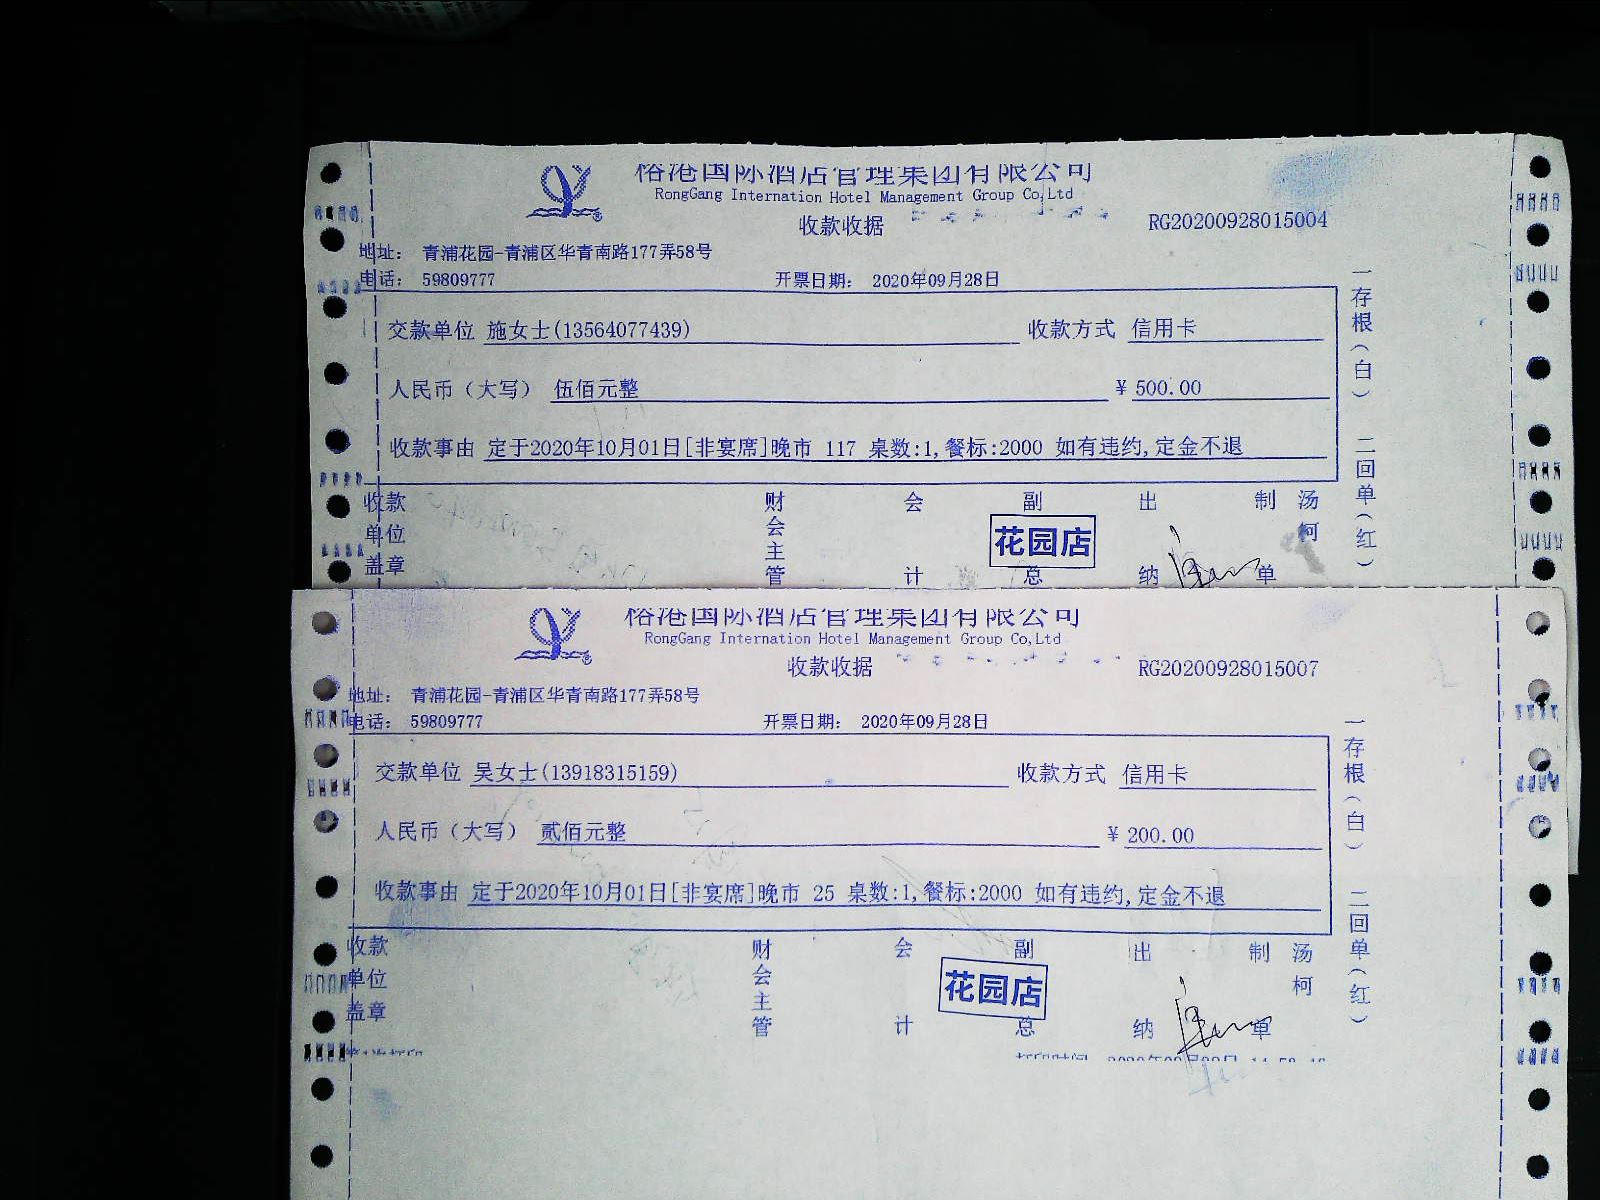 榕港国际酒店管理集团有限公司
RongGang Internation Hotel Management Group Co,Ltd
收款收据 RG20200928015004
地址： 青浦花园-青浦区华青南路177弄58号
电话： 59809777 开票日期： 2020年09月28日
交款单位 施女士(13564077439) 收款方式 信用卡
人民币（大写） 伍佰元整 ￥ 500.00
收款事由 定于2020年10月01日[非宴席]晚市 117 桌数:1,餐标:2000 如有违约,定金不退
收款单位盖章 财会主管 会计 副总 出纳 制单 汤柯
花园店
一存根（白） 二回单（红）
榕港国际酒店管理集团有限公司
RongGang Internation Hotel Management Group Co,Ltd
收款收据 RG20200928015007
地址： 青浦花园-青浦区华青南路177弄58号
电话： 59809777 开票日期： 2020年09月28日
交款单位 吴女士(13918315159) 收款方式 信用卡
人民币（大写） 贰佰元整 ￥ 200.00
收款事由 定于2020年10月01日[非宴席]晚市 25 桌数:1,餐标:2000 如有违约,定金不退
收款单位盖章 财会主管 会计 副总 出纳 制单 汤柯
花园店
一存根（白） 二回单（红）